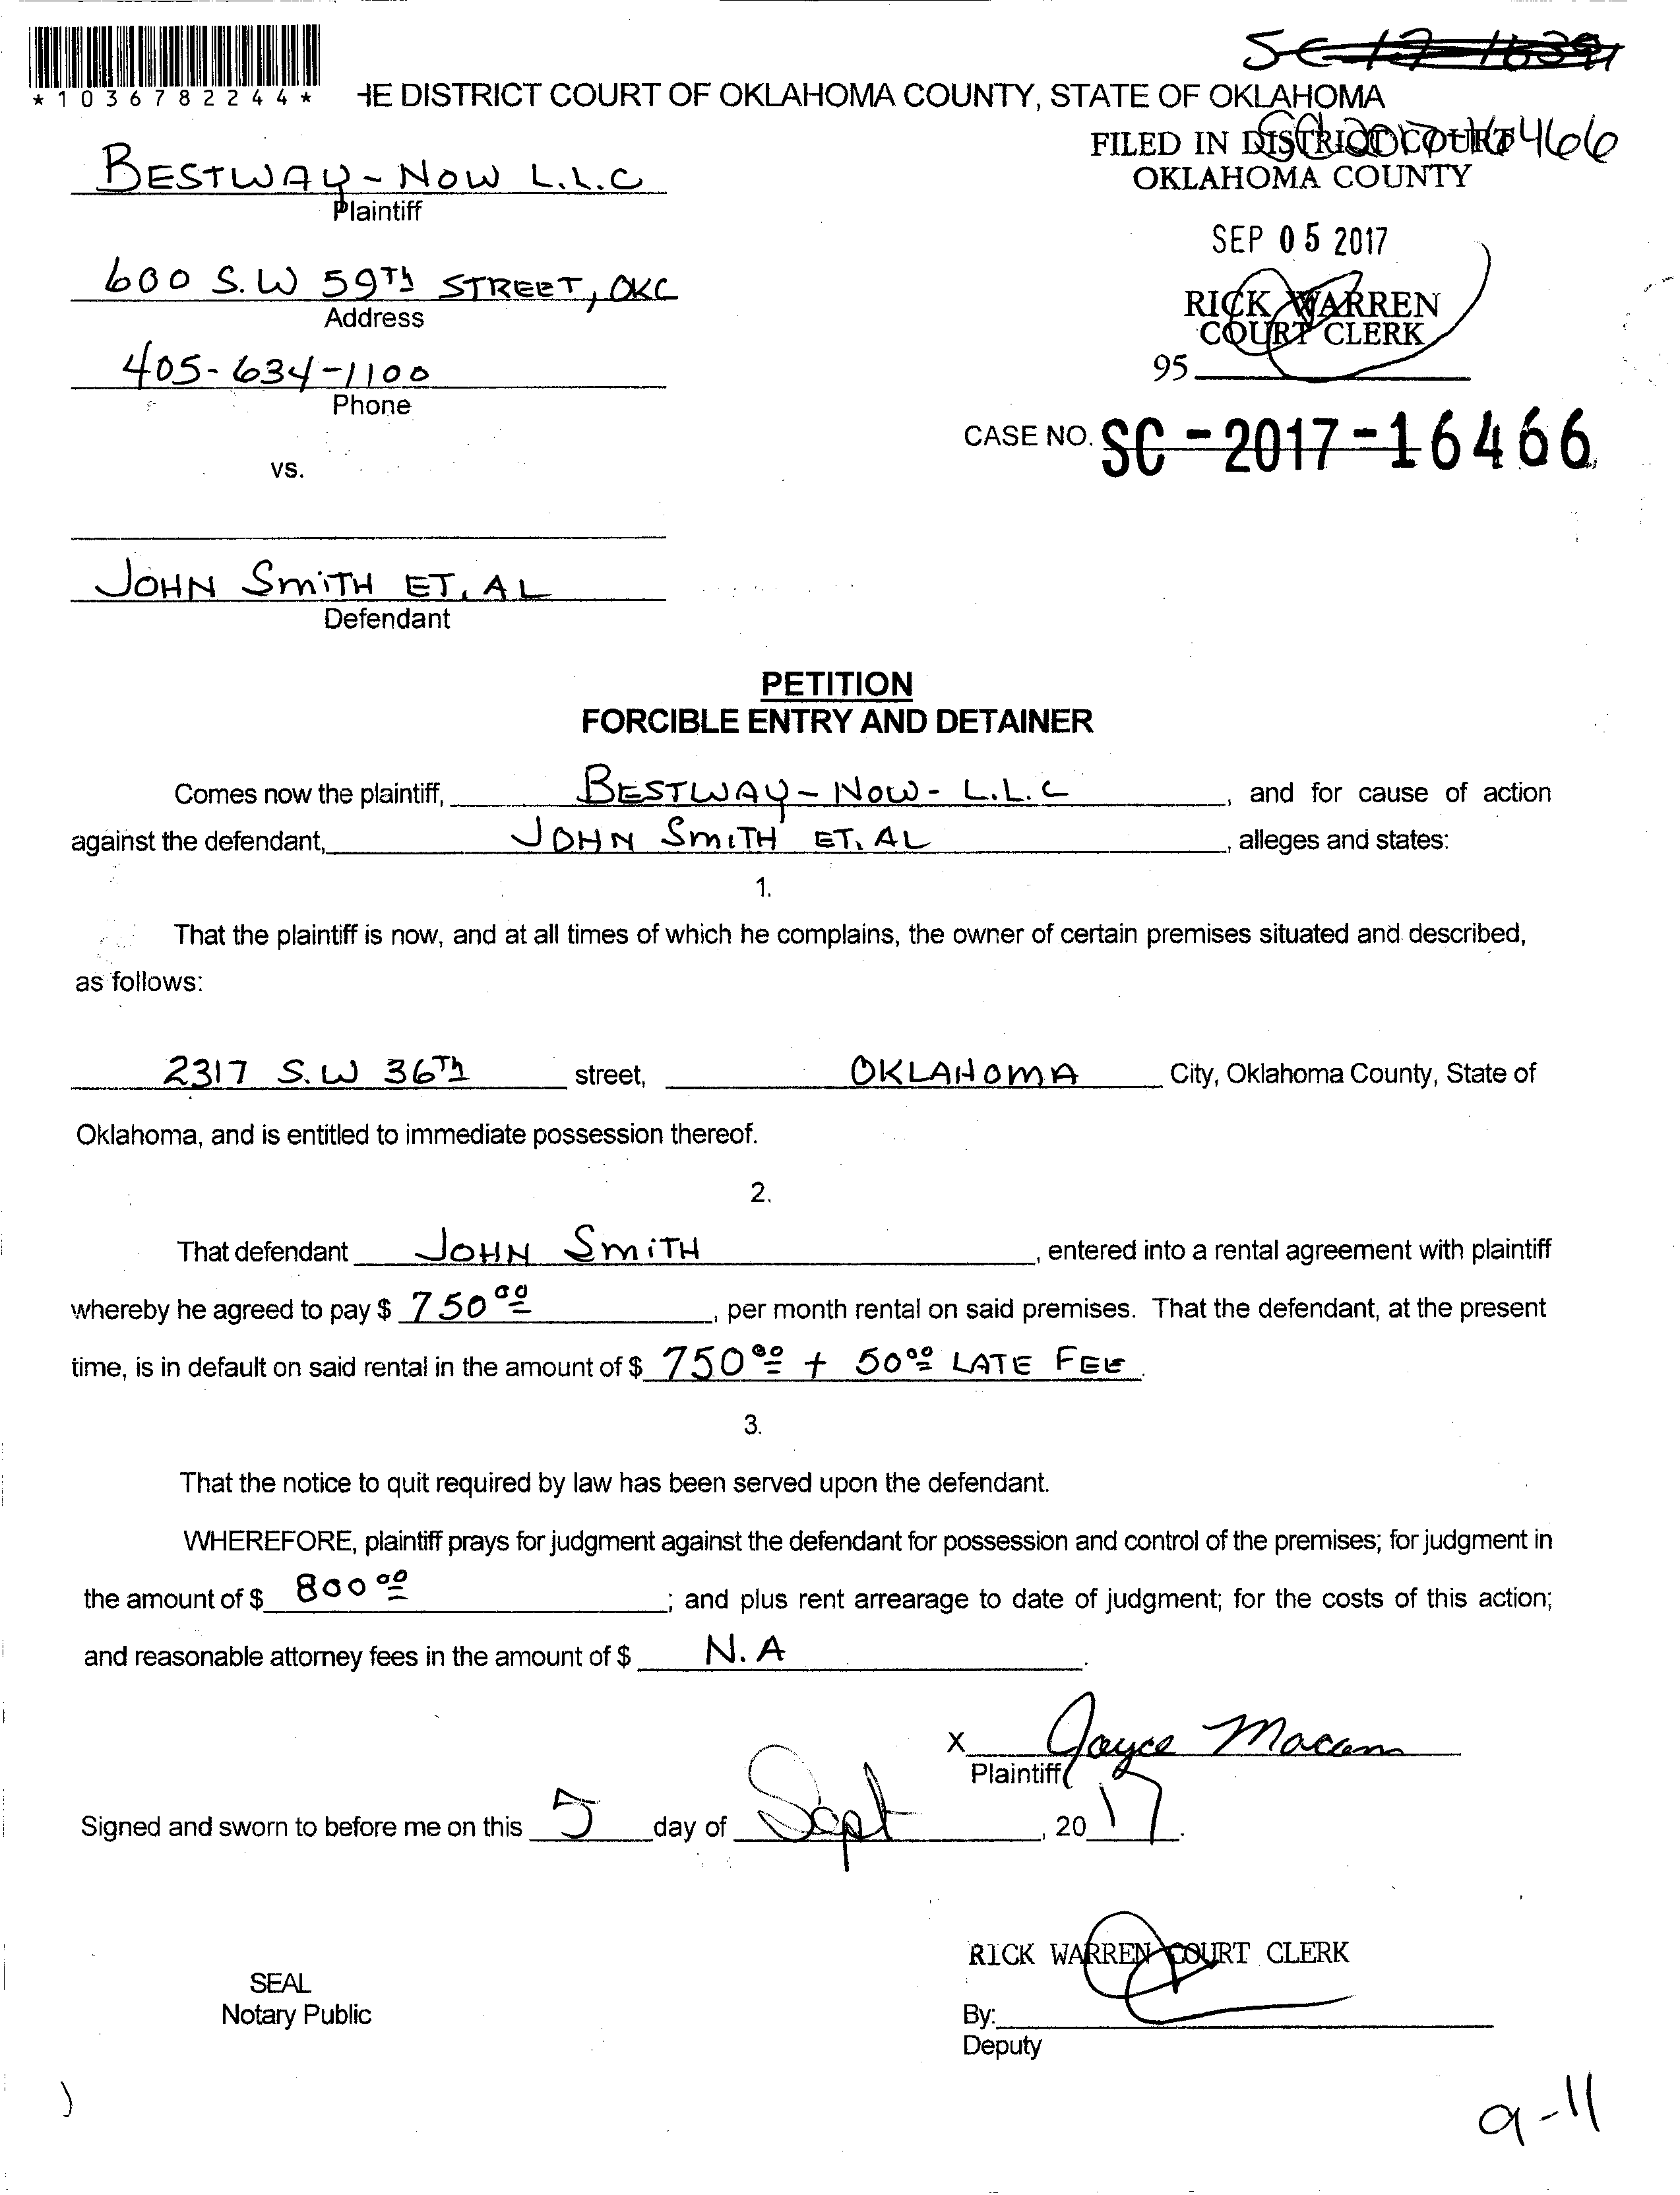 SC-17-16391
*1036782244*
HE DISTRICT COURT OF OKLAHOMA COUNTY, STATE OF OKLAHOMA
FILED IN DISTRICT COURT
OKLAHOMA COUNTY
BESTWAY - NOW L.L.C
Plaintiff
SEP 05 2017
600 S.W 59TH STREET, OKC
Address
RICK WARREN
COURT CLERK
95
405-634-1100
Phone
CASE NO. SC-2017-16466
vs.
JOHN SMITH ET. AL
Defendant
PETITION
FORCIBLE ENTRY AND DETAINER
Comes now the plaintiff, BESTWAY - NOW - L.L.C, and for cause of action
against the defendant, JOHN SMITH ET. AL, alleges and states:
1.
That the plaintiff is now, and at all times of which he complains, the owner of certain premises situated and described,
as follows:
2317 S.W 36Th street, OKLAHOMA City, Oklahoma County, State of
Oklahoma, and is entitled to immediate possession thereof.
2.
That defendant JOHN SMITH, entered into a rental agreement with plaintiff
whereby he agreed to pay $ 750 00, per month rental on said premises. That the defendant, at the present
time, is in default on said rental in the amount of $ 750 00 + 50 00 LATE FEE.
3.
That the notice to quit required by law has been served upon the defendant.
WHEREFORE, plaintiff prays for judgment against the defendant for possession and control of the premises; for judgment in
the amount of $ 800 00; and plus rent arrearage to date of judgment; for the costs of this action;
and reasonable attorney fees in the amount of $ N.A.
X Joyce Macam
Plaintiff
Signed and sworn to before me on this 5 day of Sept, 20 17.
RICK WARREN COURT CLERK
SEAL
Notary Public
By:
Deputy
9-11